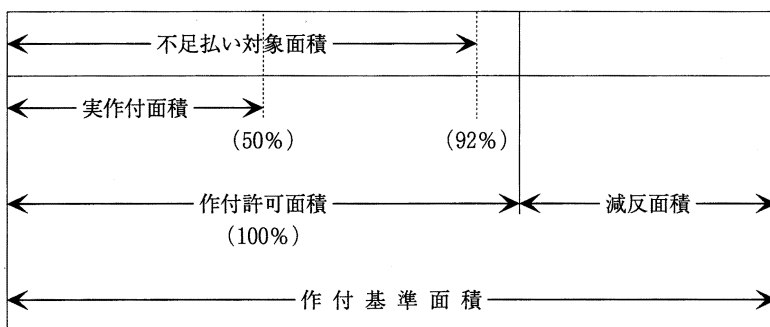 不足払い対象面積
実作付面積
(50%) (92%)
作付許可面積 減反面積
(100%)
作付基準面積